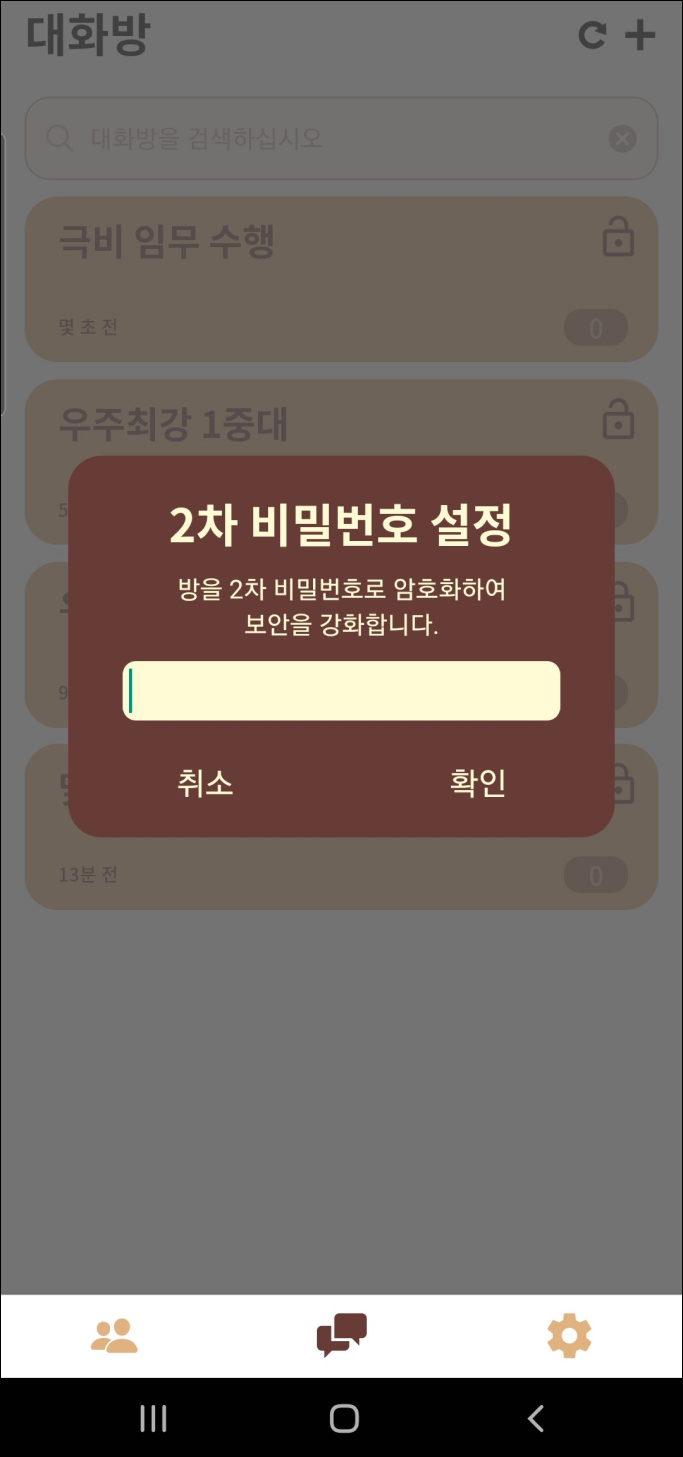 대화방
대화방을 검색하십시오
극비 임무 수행
몇 초 전
0
우주최강 1중대
5
2차 비밀번호 설정
방을 2차 비밀번호로 암호화하여
보안을 강화합니다.
9
취소
확인
13분 전
0